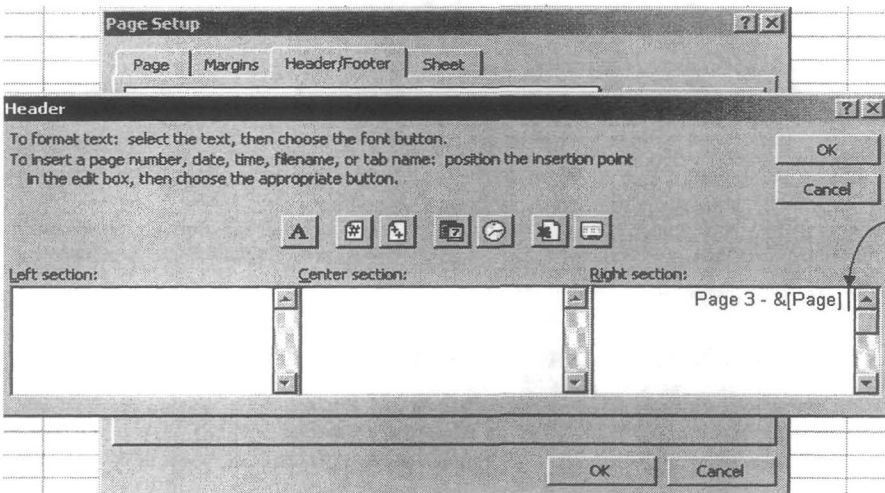 Page Setup
Page Margins Header/Footer Sheet
Header
To format text: select the text, then choose the font button.
To insert a page number, date, time, filename, or tab name: position the insertion point
in the edit box, then choose the appropriate button.
OK
Cancel
A
Left section: Center section: Right section:
Page 3 - &[Page]
OK Cancel